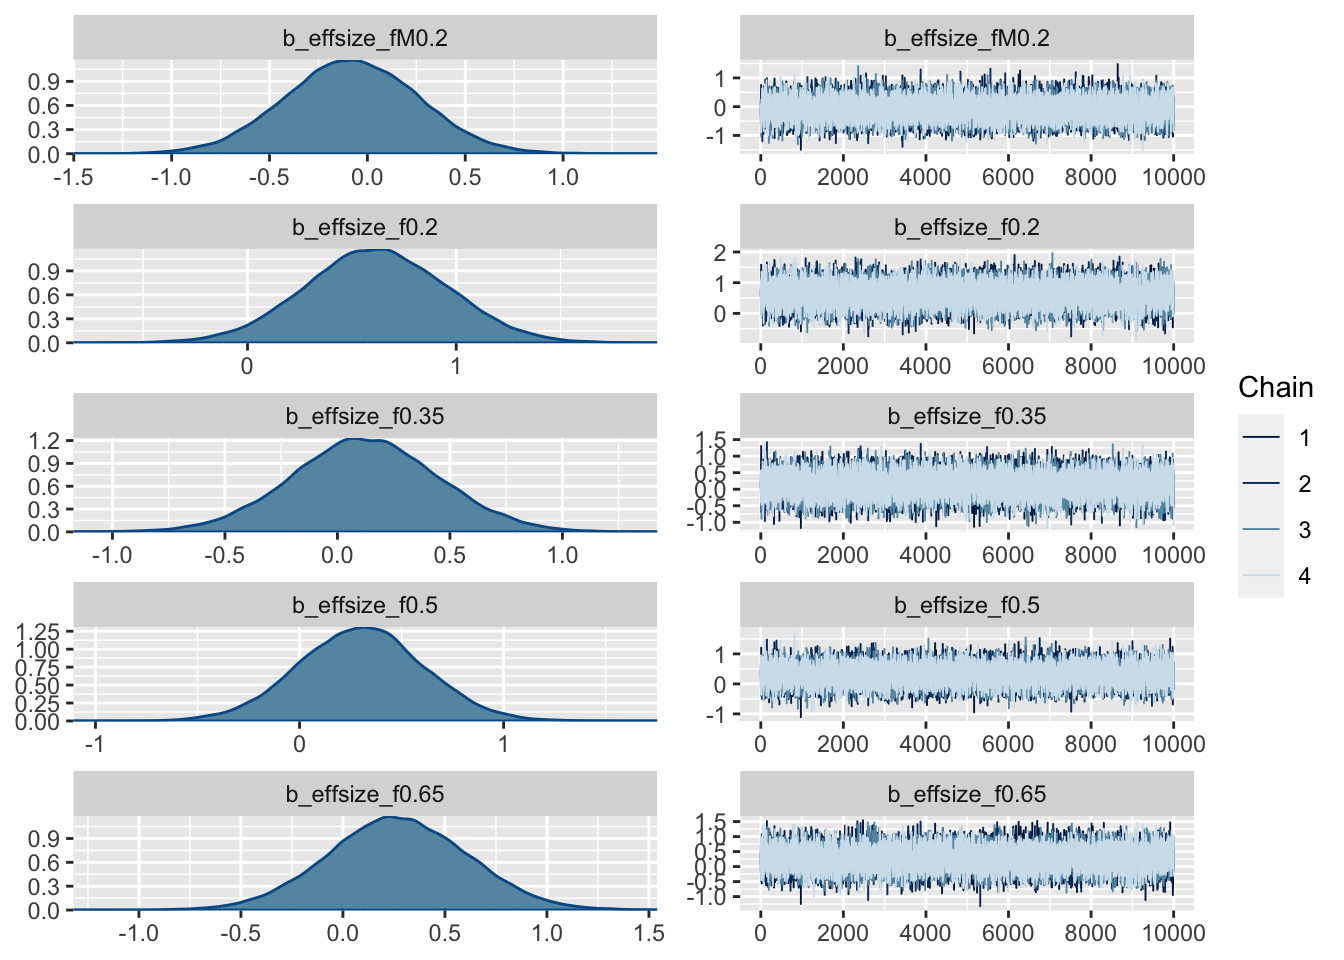 b_effsize_fM0.2
0.9
0.6
0.3
0.0
-1.5 -1.0 -0.5 0.0 0.5 1.0
b_effsize_fM0.2
1
0
-1
0 2000 4000 6000 8000 10000
b_effsize_f0.2
0.9
0.6
0.3
0.0
0 1
b_effsize_f0.2
2
1
0
0 2000 4000 6000 8000 10000
b_effsize_f0.35
1.2
0.9
0.6
0.3
0.0
-1.0 -0.5 0.0 0.5 1.0
b_effsize_f0.35
1.5
1.0
0.5
0.0
-0.5
-1.0
0 2000 4000 6000 8000 10000
b_effsize_f0.5
1.25
1.00
0.75
0.50
0.25
0.00
-1 0 1
b_effsize_f0.5
1
0
-1
0 2000 4000 6000 8000 10000
b_effsize_f0.65
0.9
0.6
0.3
0.0
-1.0 -0.5 0.0 0.5 1.0 1.5
b_effsize_f0.65
1.5
1.0
0.5
0.0
-0.5
-1.0
0 2000 4000 6000 8000 10000
Chain
1
2
3
4